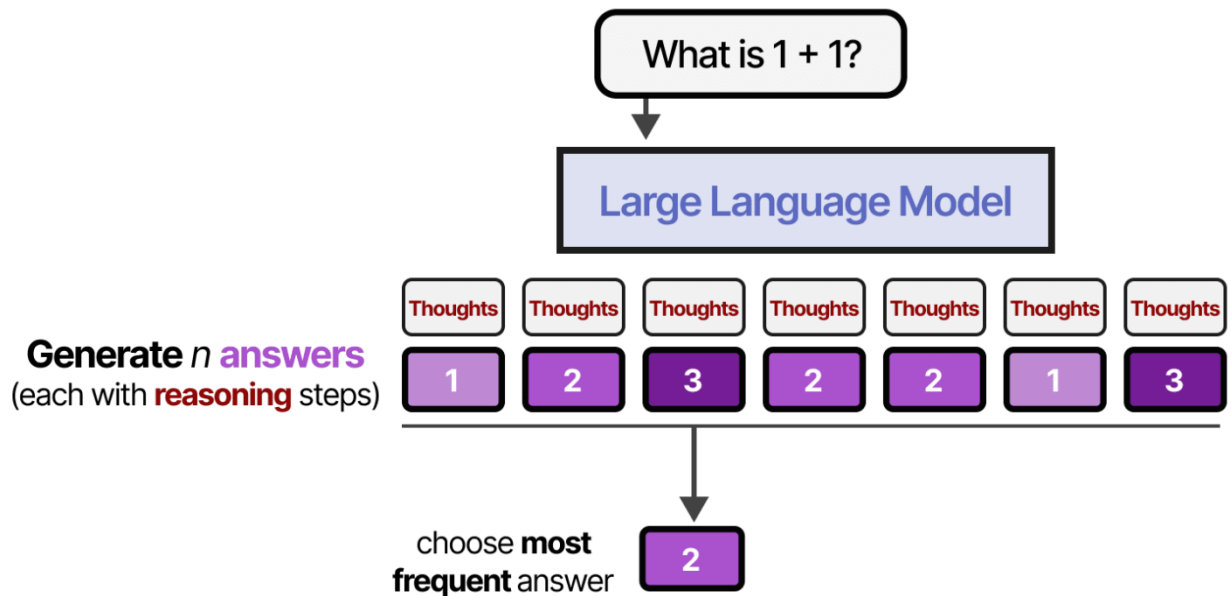 What is 1 + 1?
Large Language Model
Thoughts Thoughts Thoughts Thoughts Thoughts Thoughts Thoughts
Generate n answers
(each with reasoning steps)
1 2 3 2 2 1 3
choose most
frequent answer
2